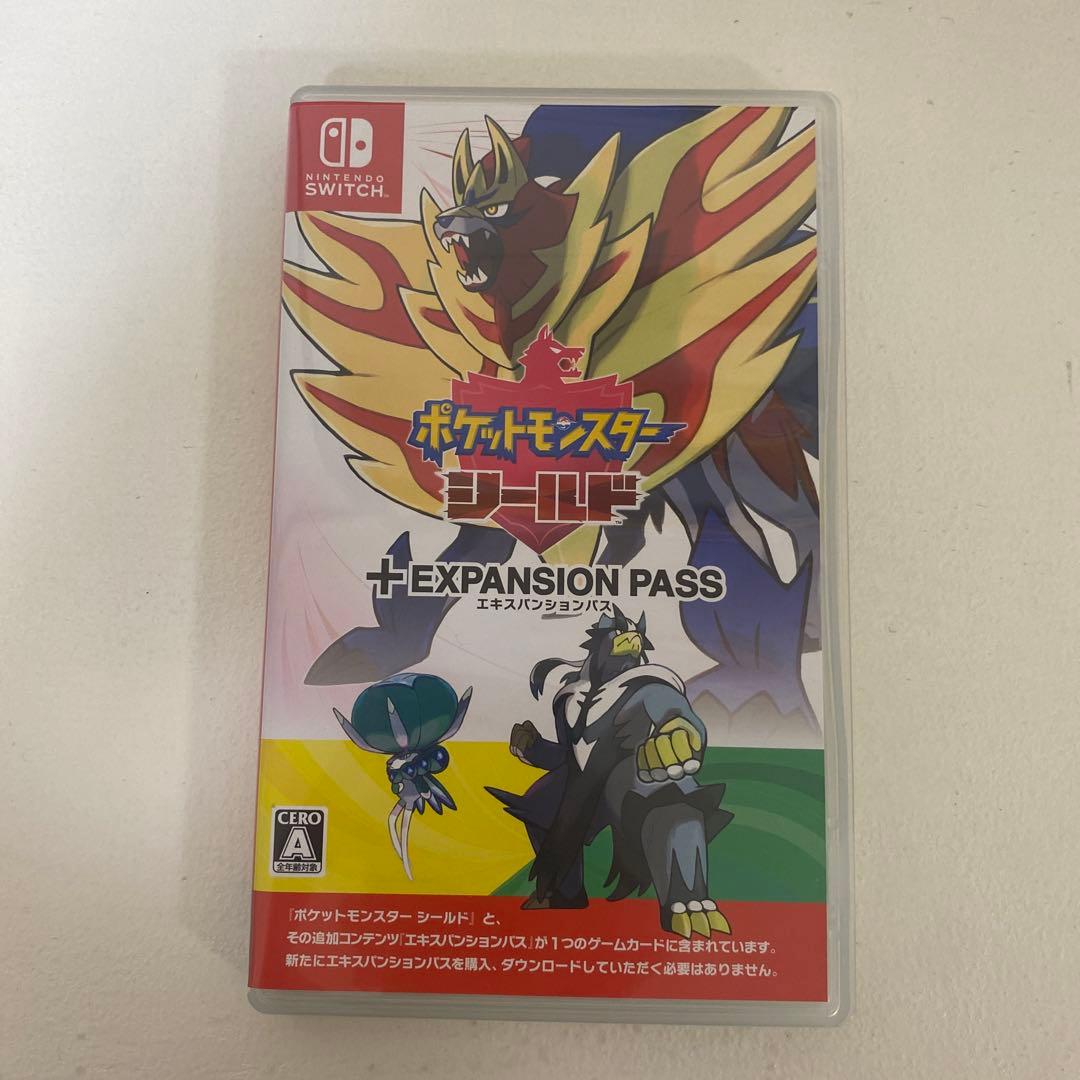 NINTENDO
SWITCH™
ポケットモンスター
シールド™
+EXPANSION PASS
エキスパンションパス
CERO
A
全年齢対象
『ポケットモンスター シールド』と、
その追加コンテンツ『エキスパンションパス』が1つのゲームカードに含まれています。
新たにエキスパンションパスを購入、ダウンロードしていただく必要はありません。